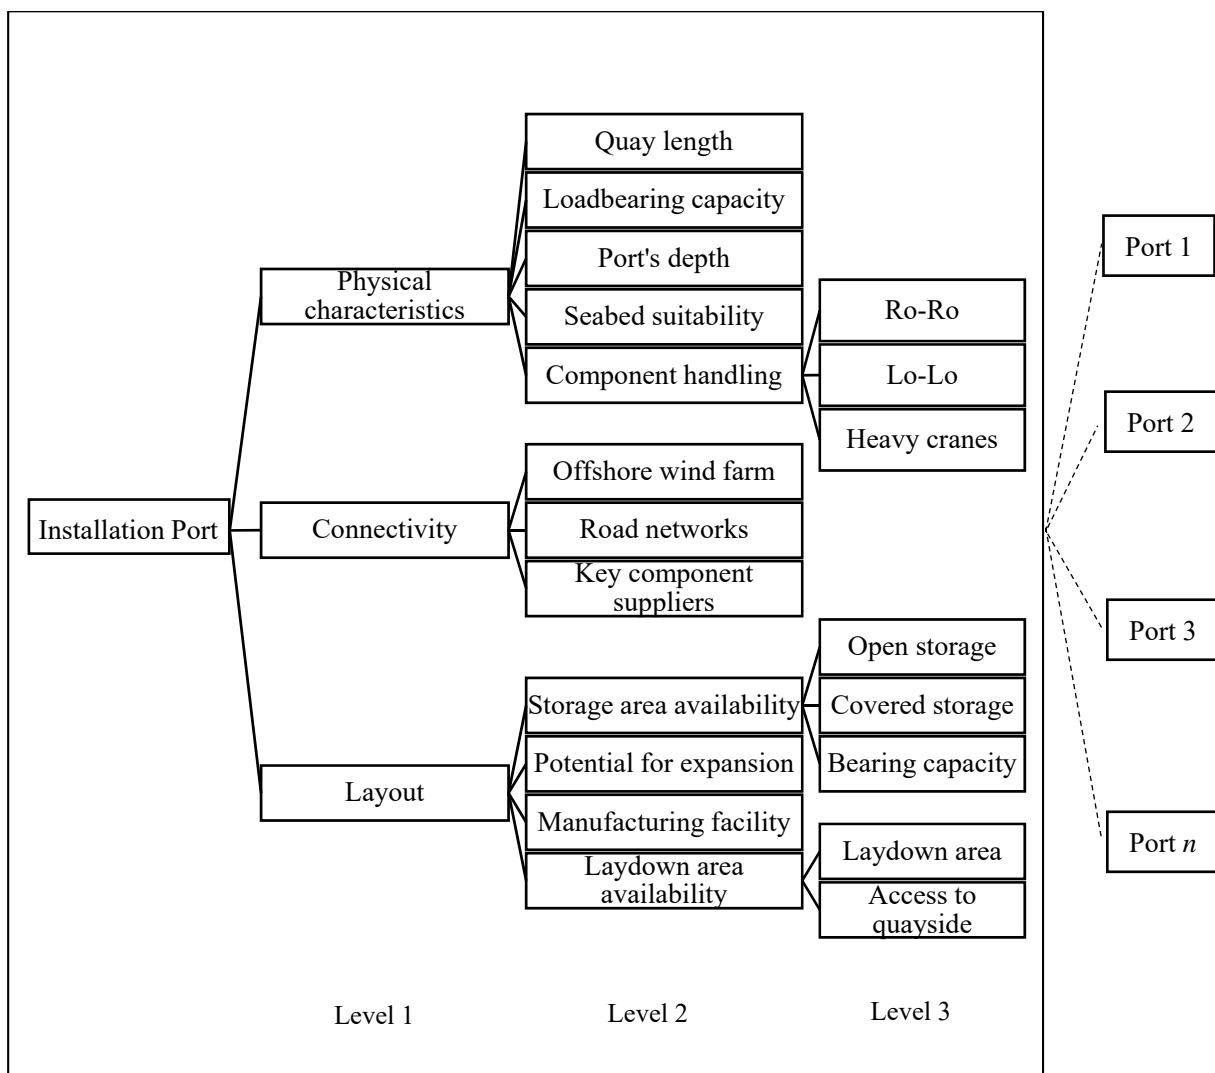 Quay length
Loadbearing capacity
Port's depth
Seabed suitability
Component handling
Physical
characteristics
Ro-Ro
Lo-Lo
Heavy cranes
Installation Port
Connectivity
Offshore wind farm
Road networks
Key component
suppliers
Layout
Storage area availability
Potential for expansion
Manufacturing facility
Laydown area
availability
Open storage
Covered storage
Bearing capacity
Laydown area
Access to
quayside
Level 1
Level 2
Level 3
Port 1
Port 2
Port 3
Port n